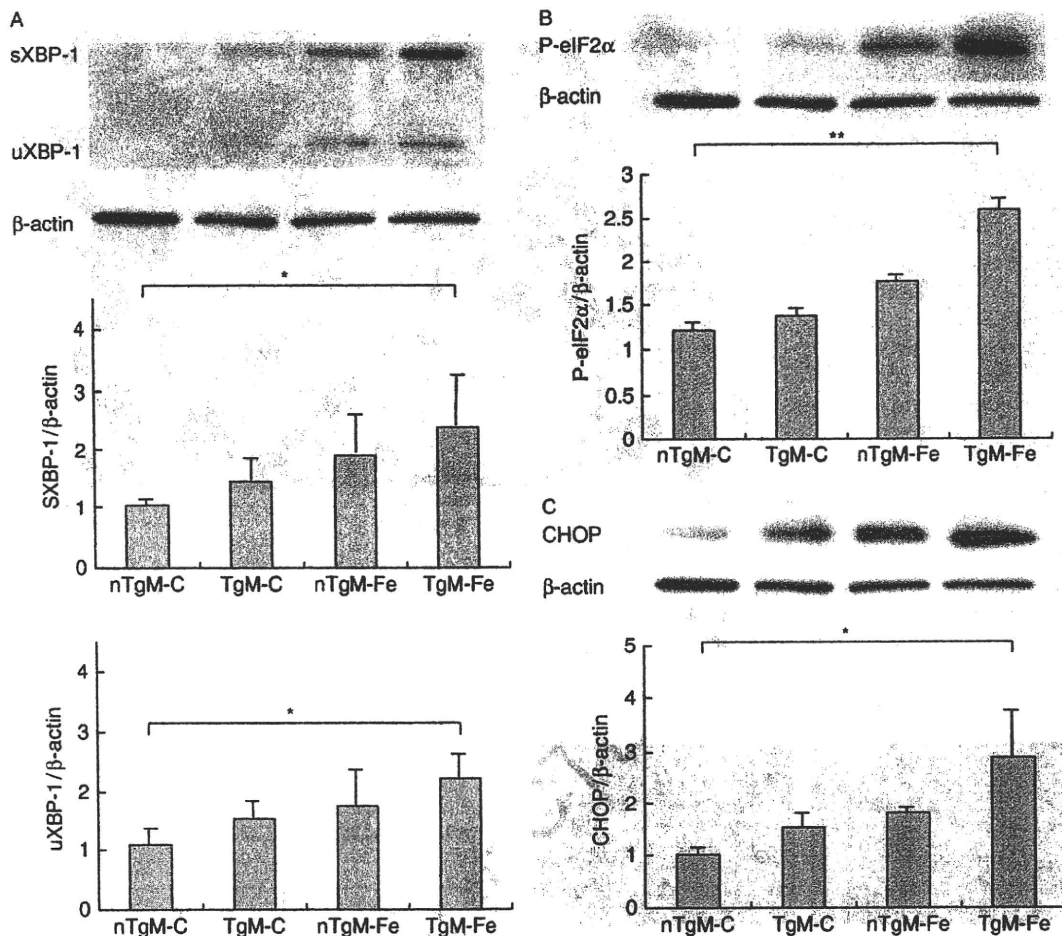 A
sXBP-1
uXBP-1
β-actin
*
SXBP-1/β-actin
4
3
2
1
0
nTgM-C TgM-C nTgM-Fe TgM-Fe
*
uXBP-1/β-actin
4
3
2
1
0
nTgM-C TgM-C nTgM-Fe TgM-Fe
B
P-eIF2α
β-actin
**
P-eIF2α/β-actin
3
2.5
2
1.5
1
0.5
0
nTgM-C TgM-C nTgM-Fe TgM-Fe
C
CHOP
β-actin
*
CHOP/β-actin
5
4
3
2
1
0
nTgM-C TgM-C nTgM-Fe TgM-Fe